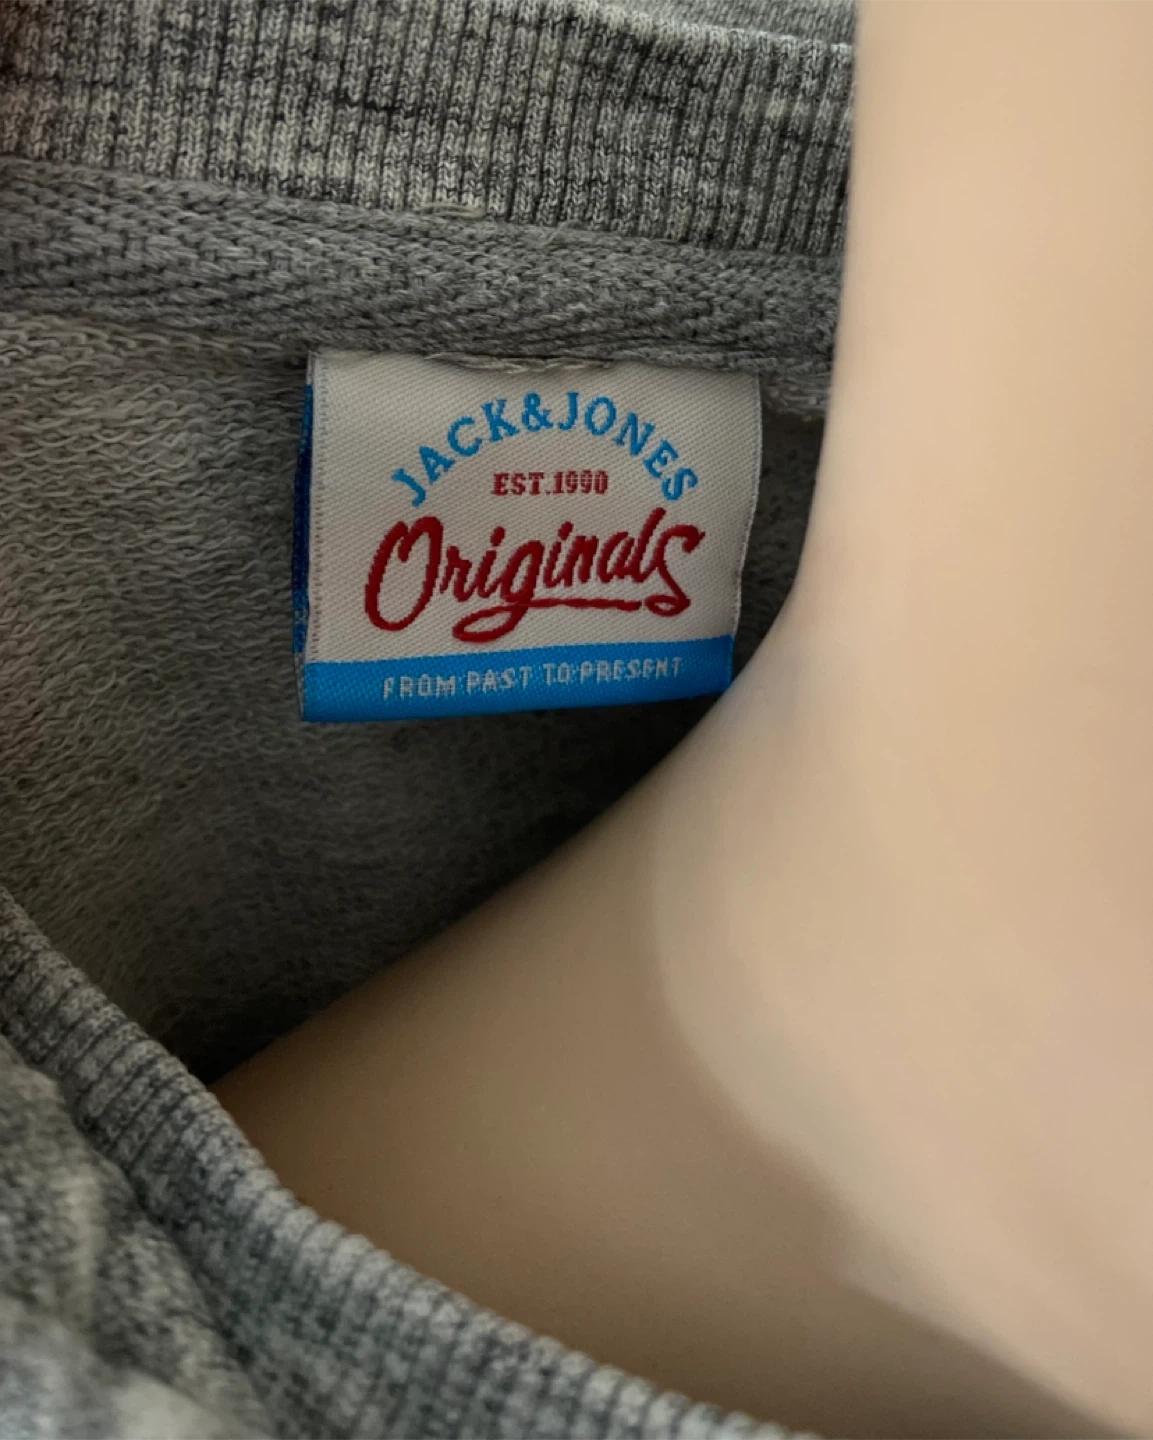 JACK&JONES
EST.1990
Originals
FROM PAST TO PRESENT